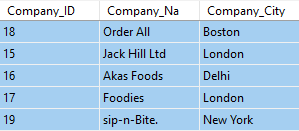 Company_ID Company_Na Company_City
18 Order All Boston
15 Jack Hill Ltd London
16 Akas Foods Delhi
17 Foodies London
19 sip-n-Bite. New York